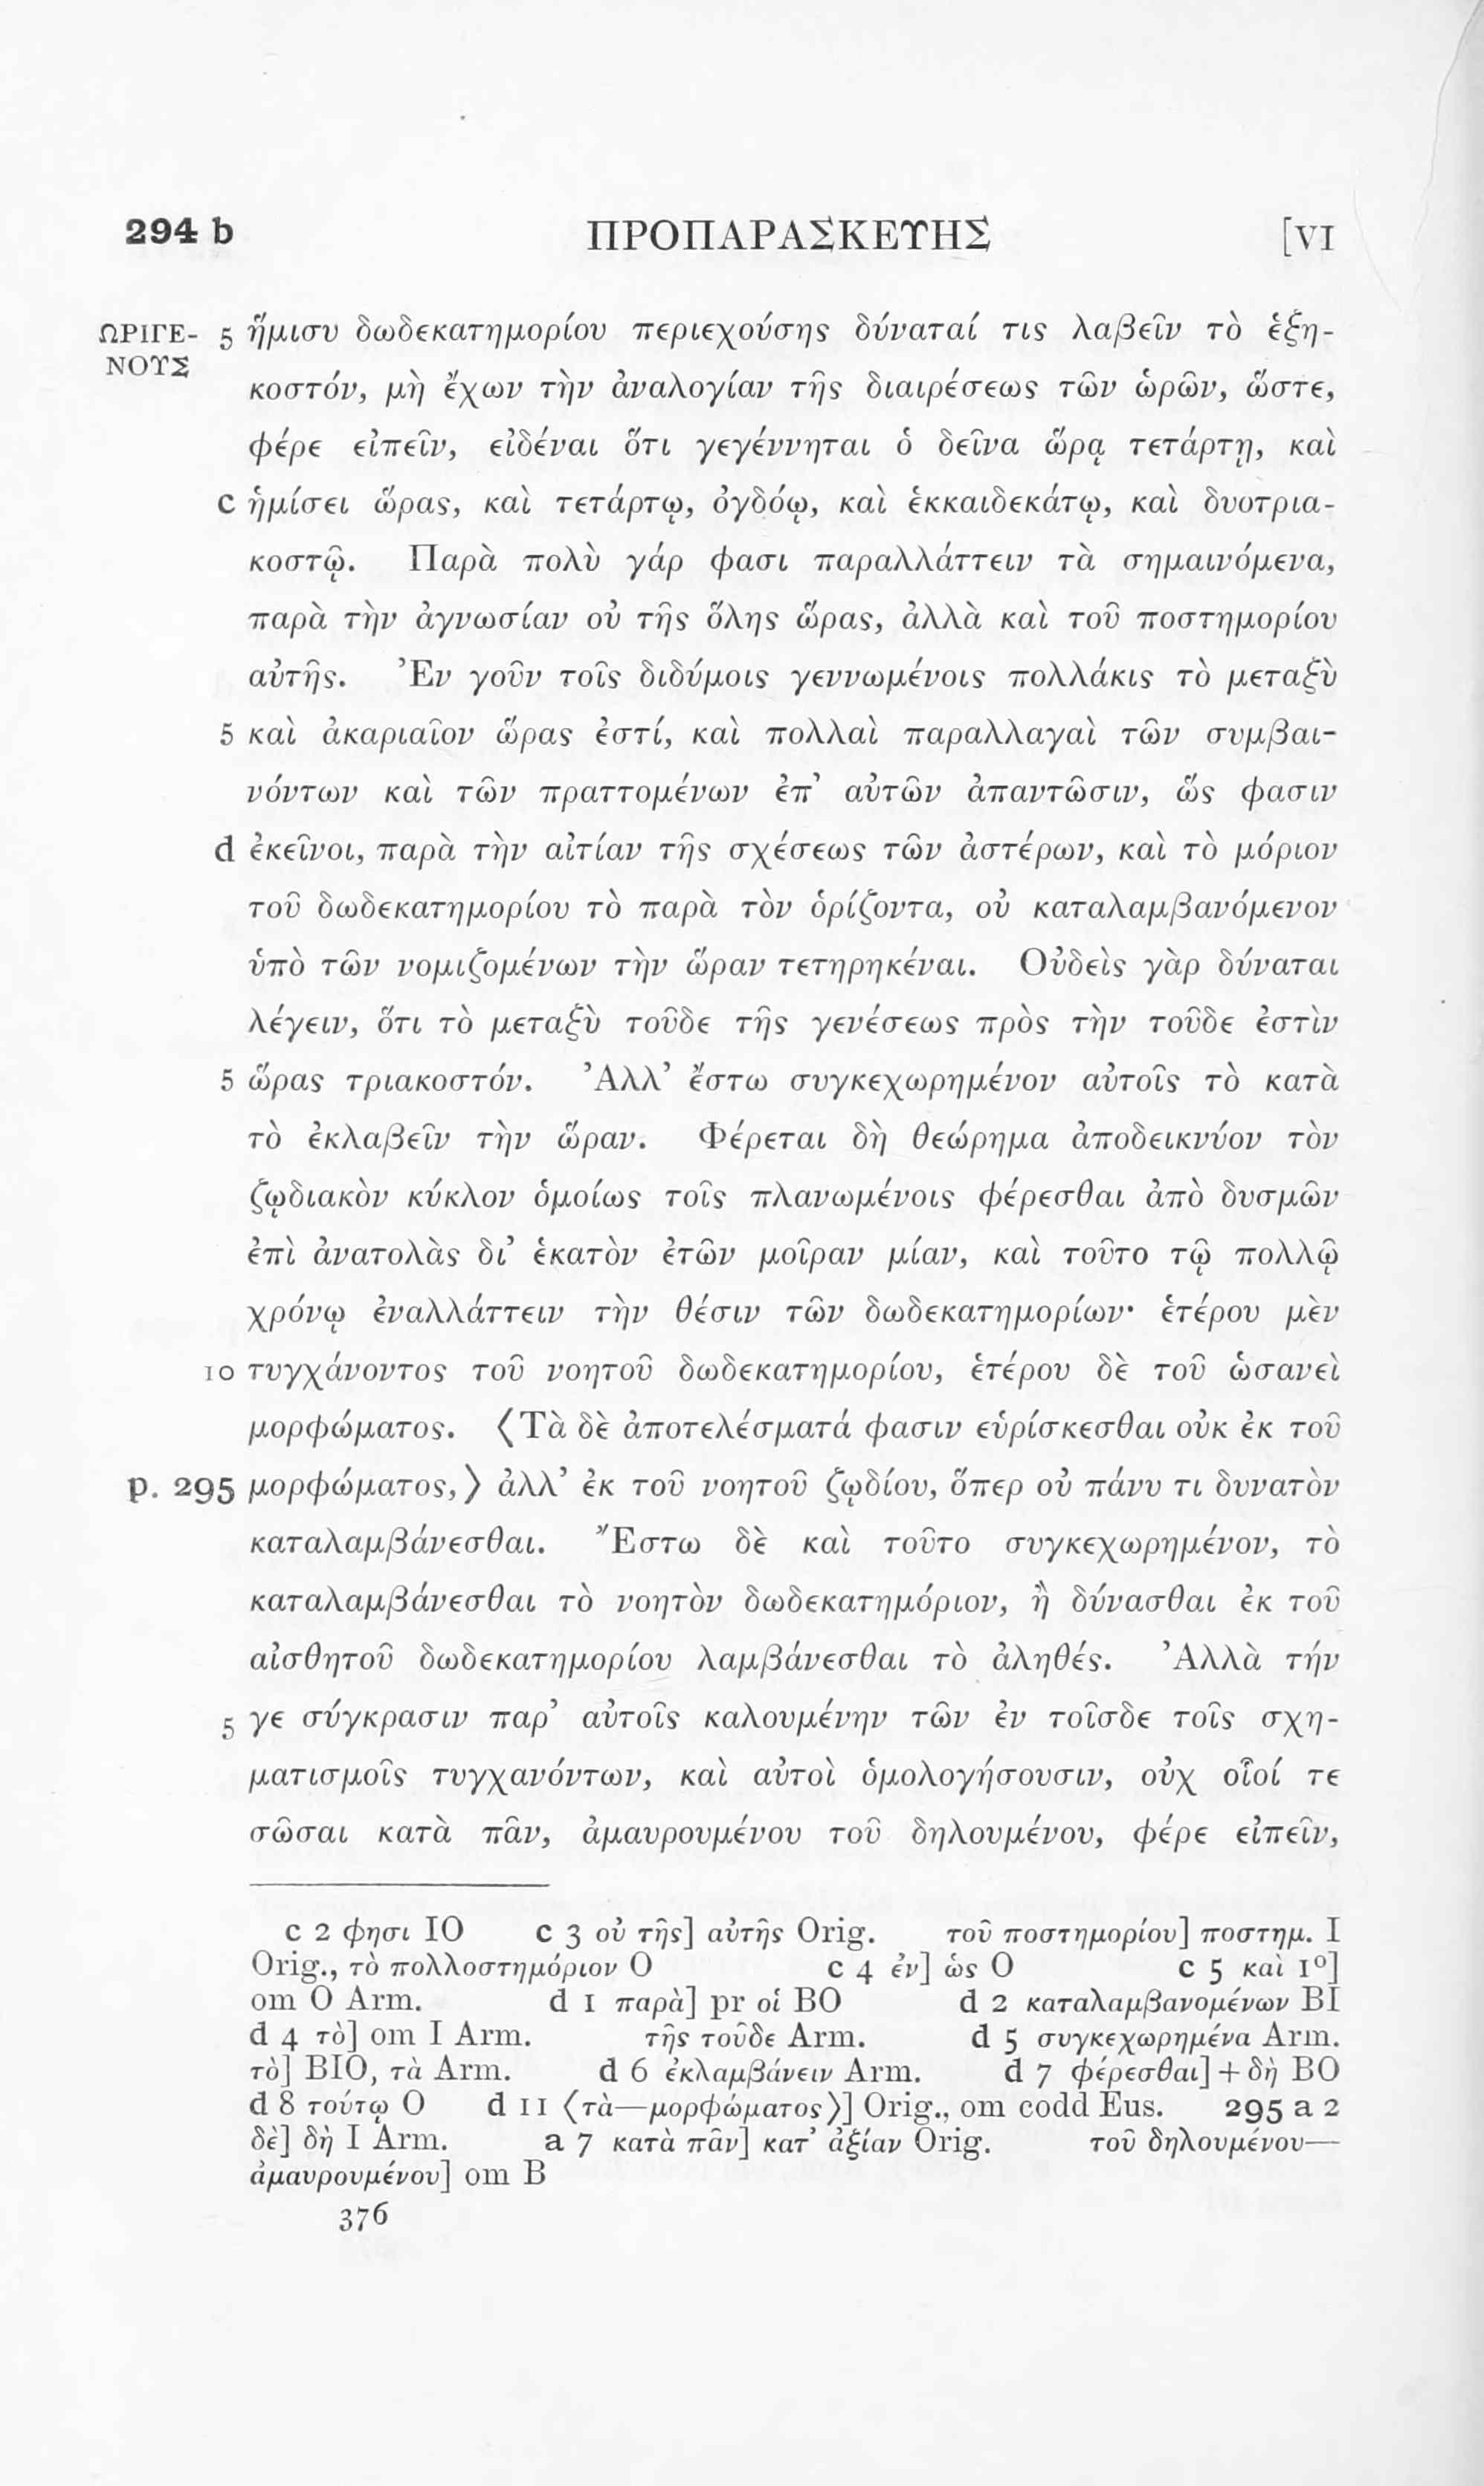 294 b ΠΡΟΠΑΡΑΣΚΕΥΗΣ [VI
ΩΡΙΓΕ- 5 ἥμισυ δωδεκατημορίου περιεχούσης δύναταί τις λαβεῖν τὸ ἑξη-
ΝΟΥΣ
κοστόν, μὴ ἔχων τὴν ἀναλογίαν τῆς διαιρέσεως τῶν ὡρῶν, ὥστε,
φέρε εἰπεῖν, εἰδέναι ὅτι γεγέννηται ὁ δεῖνα ὥρᾳ τετάρτῃ, καὶ
c ἡμίσει ὥρας, καὶ τετάρτῳ, ὀγδόῳ, καὶ ἑκκαιδεκάτῳ, καὶ δυοτρια-
κοστῷ. Παρὰ πολὺ γάρ φασι παραλλάττειν τὰ σημαινόμενα,
παρὰ τὴν ἀγνωσίαν οὐ τῆς ὅλης ὥρας, ἀλλὰ καὶ τοῦ ποστημορίου
αὐτῆς. Ἐν γοῦν τοῖς διδύμοις γεννωμένοις πολλάκις τὸ μεταξὺ
5 καὶ ἀκαριαῖον ὥρας ἐστί, καὶ πολλαὶ παραλλαγαὶ τῶν συμβαι-
νόντων καὶ τῶν πραττομένων ἐπ’ αὐτῶν ἀπαντῶσιν, ὥς φασιν
d ἐκεῖνοι, παρὰ τὴν αἰτίαν τῆς σχέσεως τῶν ἀστέρων, καὶ τὸ μόριον
τοῦ δωδεκατημορίου τὸ παρὰ τὸν ὁρίζοντα, οὐ καταλαμβανόμενον
ὑπὸ τῶν νομιζομένων τὴν ὥραν τετηρηκέναι. Οὐδεὶς γὰρ δύναται
λέγειν, ὅτι τὸ μεταξὺ τοῦδε τῆς γενέσεως πρὸς τὴν τοῦδε ἐστὶν
5 ὥρας τριακοστόν. Ἀλλ’ ἔστω συγκεχωρημένον αὐτοῖς τὸ κατὰ
τὸ ἐκλαβεῖν τὴν ὥραν. Φέρεται δὴ θεώρημα ἀποδεικνύον τὸν
ζῳδιακὸν κύκλον ὁμοίως τοῖς πλανωμένοις φέρεσθαι ἀπὸ δυσμῶν
ἐπὶ ἀνατολὰς δι’ ἑκατὸν ἐτῶν μοῖραν μίαν, καὶ τοῦτο τῷ πολλῷ
χρόνῳ ἐναλλάττειν τὴν θέσιν τῶν δωδεκατημορίων· ἑτέρου μὲν
10 τυγχάνοντος τοῦ νοητοῦ δωδεκατημορίου, ἑτέρου δὲ τοῦ ὡσανεὶ
μορφώματος. ⟨Τὰ δὲ ἀποτελέσματά φασιν εὑρίσκεσθαι οὐκ ἐκ τοῦ
p. 295 μορφώματος,⟩ ἀλλ’ ἐκ τοῦ νοητοῦ ζῳδίου, ὅπερ οὐ πάνυ τι δυνατὸν
καταλαμβάνεσθαι. Ἔστω δὲ καὶ τοῦτο συγκεχωρημένον, τὸ
καταλαμβάνεσθαι τὸ νοητὸν δωδεκατημόριον, ἢ δύνασθαι ἐκ τοῦ
αἰσθητοῦ δωδεκατημορίου λαμβάνεσθαι τὸ ἀληθές. Ἀλλὰ τήν
5 γε σύγκρασιν παρ’ αὐτοῖς καλουμένην τῶν ἐν τοῖσδε τοῖς σχη-
ματισμοῖς τυγχανόντων, καὶ αὐτοὶ ὁμολογήσουσιν, οὐχ οἷοί τε
σῶσαι κατὰ πᾶν, ἀμαυρουμένου τοῦ δηλουμένου, φέρε εἰπεῖν,
c 2 φησι IO c 3 οὐ τῆς] αὐτῆς Orig. τοῦ ποστημορίου] ποστημ. I
Orig., τὸ πολλοστημόριον O c 4 ἐν] ὡς O c 5 καὶ 1º]
om O Arm. d 1 παρὰ] pr οἱ BO d 2 καταλαμβανομένων BI
d 4 τὸ] om I Arm. τῆς τοῦδε Arm. d 5 συγκεχωρημένα Arm.
τὸ] BIO, τὰ Arm. d 6 ἐκλαμβάνειν Arm. d 7 φέρεσθαι] + δὴ BO
d 8 τούτῳ O d 11 ⟨τὰ—μορφώματος⟩] Orig., om codd Eus. 295 a 2
δὲ] δὴ I Arm. a 7 κατὰ πᾶν] κατ’ ἀξίαν Orig. τοῦ δηλουμένου—
ἀμαυρουμένου] om B
376